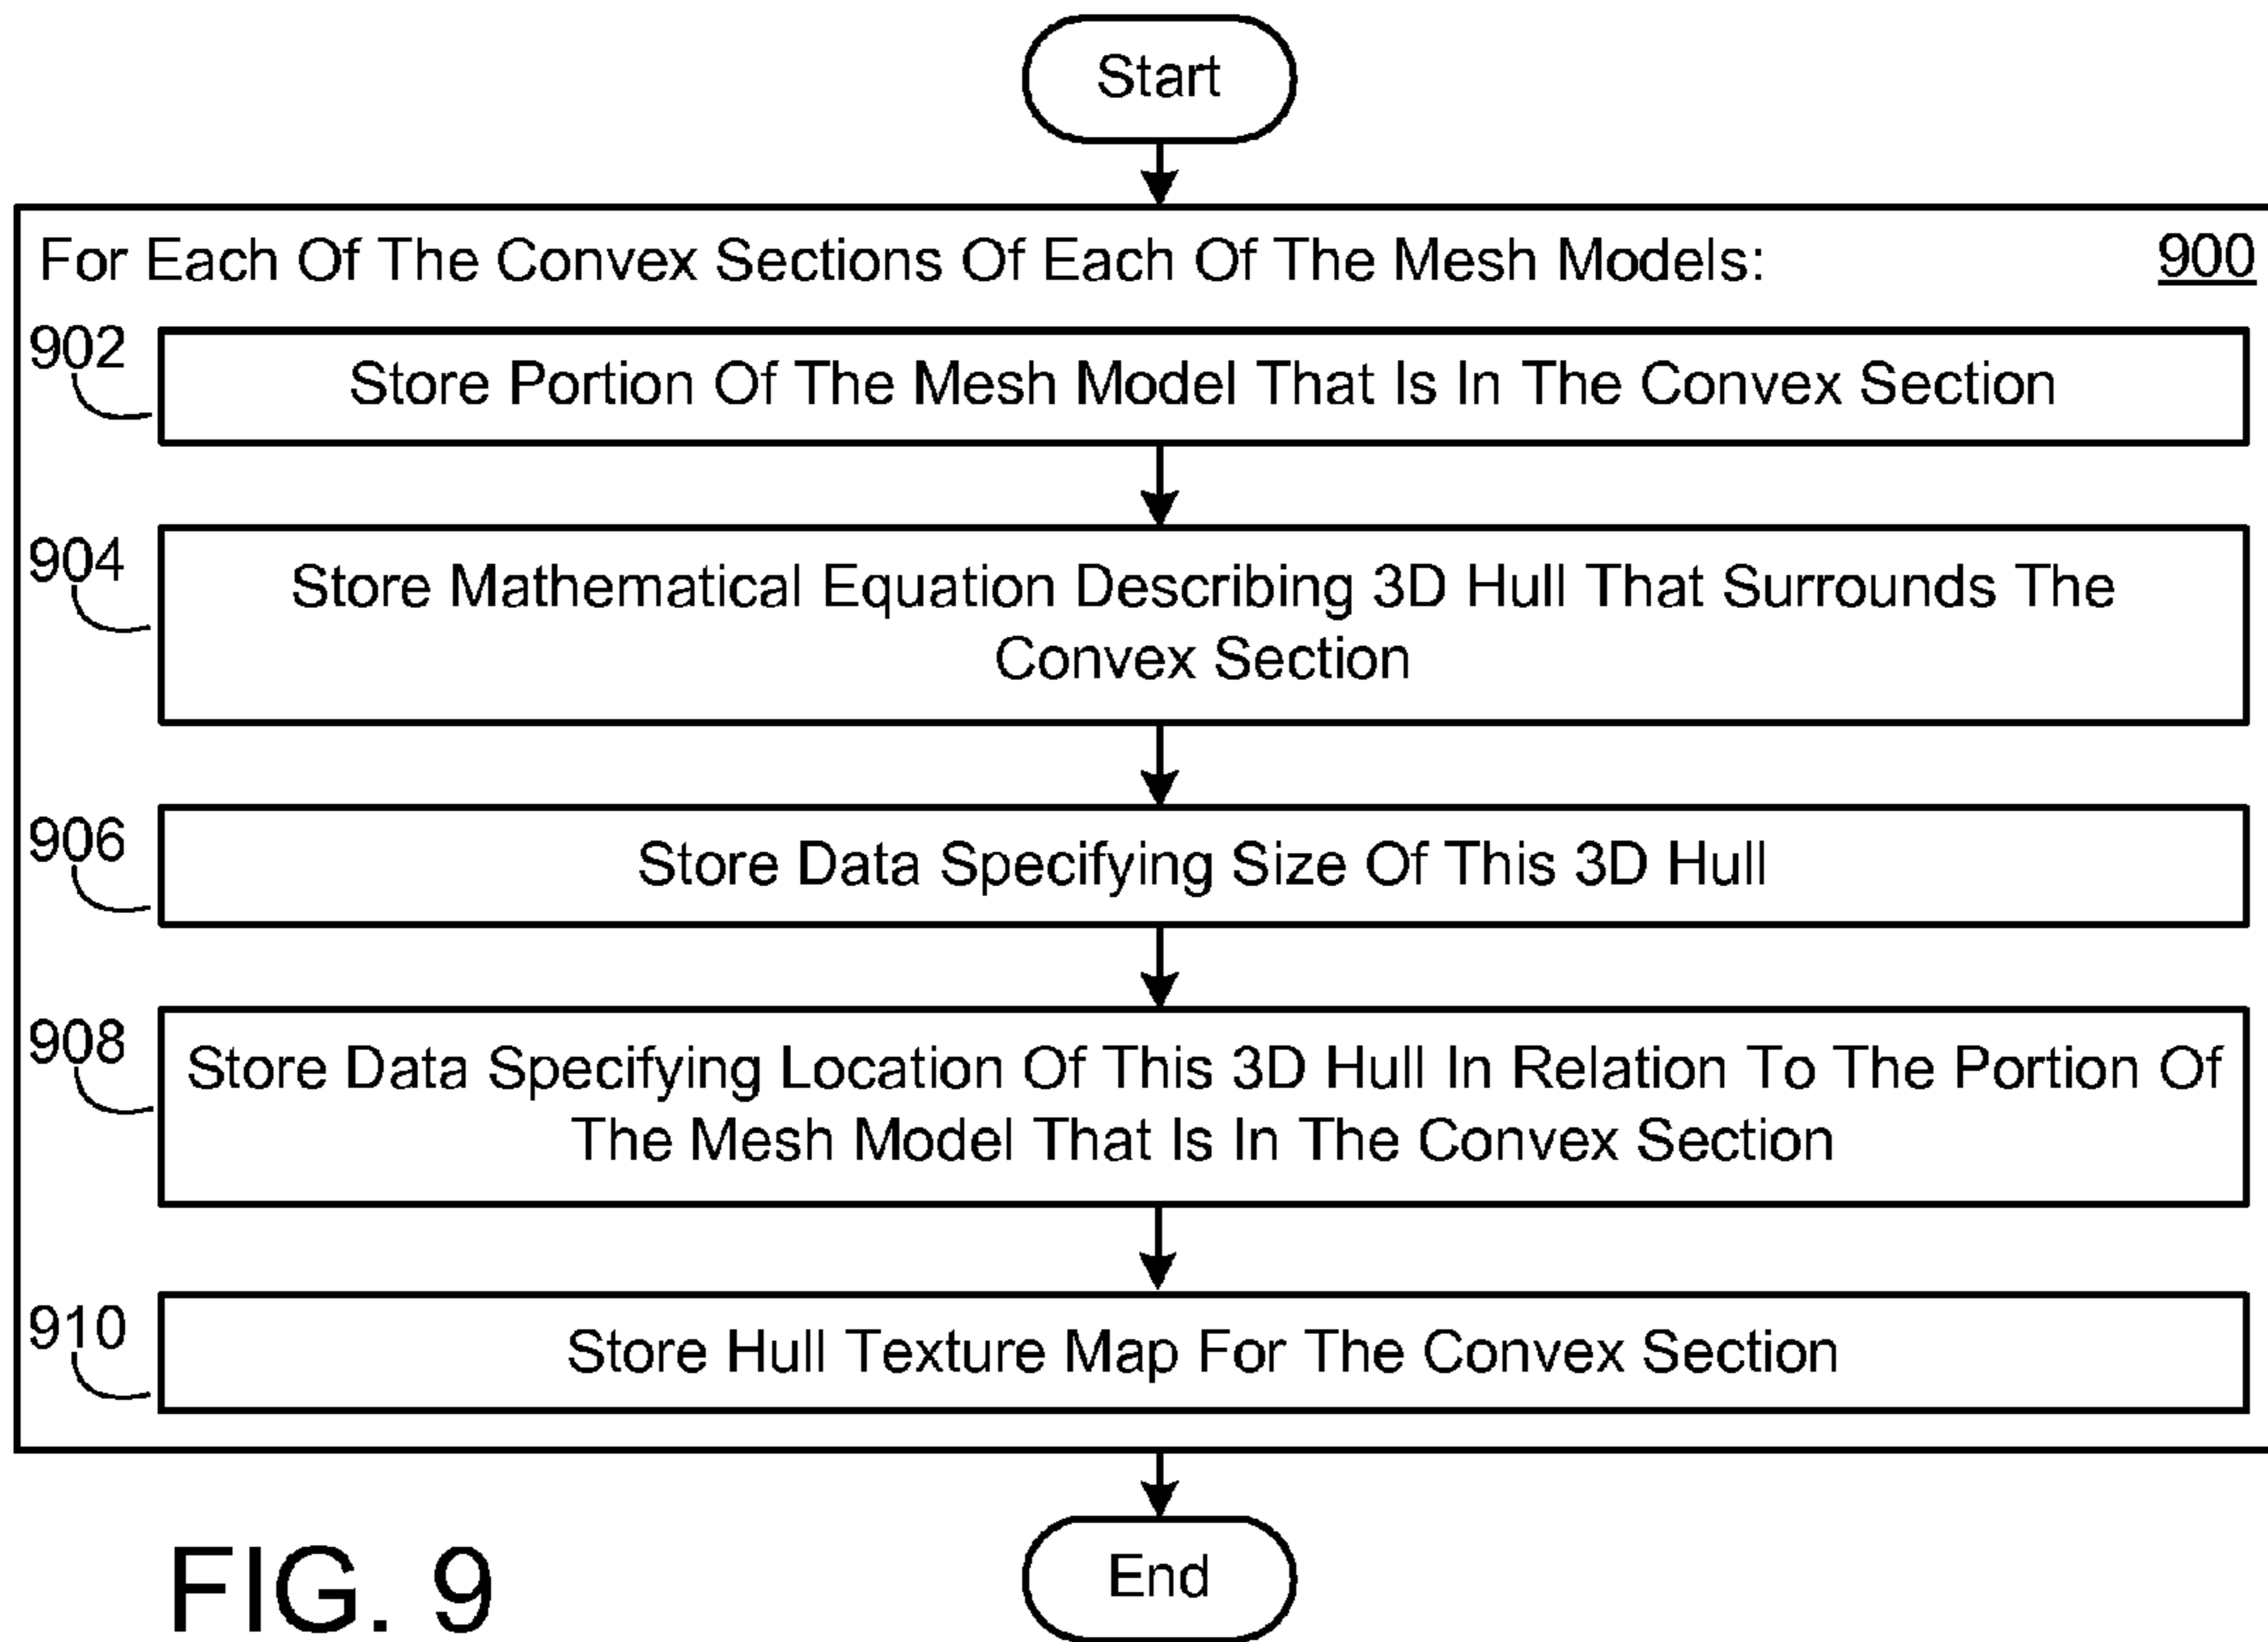 Start
For Each Of The Convex Sections Of Each Of The Mesh Models:
900
902
Store Portion Of The Mesh Model That Is In The Convex Section
904
Store Mathematical Equation Describing 3D Hull That Surrounds The
Convex Section
906
Store Data Specifying Size Of This 3D Hull
908
Store Data Specifying Location Of This 3D Hull In Relation To The Portion Of
The Mesh Model That Is In The Convex Section
910
Store Hull Texture Map For The Convex Section
End
FIG. 9